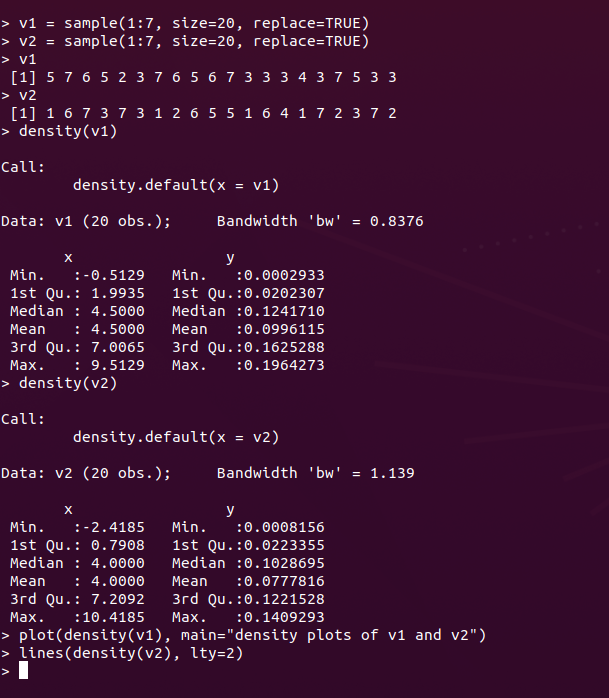 > v1 = sample(1:7, size=20, replace=TRUE)
> v2 = sample(1:7, size=20, replace=TRUE)
> v1
 [1] 5 7 6 5 2 3 7 6 5 6 7 3 3 3 4 3 7 5 3 3
> v2
 [1] 1 6 7 3 7 3 1 2 6 5 5 1 6 4 1 7 2 3 7 2
> density(v1)

Call:
        density.default(x = v1)

Data: v1 (20 obs.);     Bandwidth 'bw' = 0.8376

       x                 y
 Min.   :-0.5129   Min.   :0.0002933
 1st Qu.: 1.9935   1st Qu.:0.0202307
 Median : 4.5000   Median :0.1241710
 Mean   : 4.5000   Mean   :0.0996115
 3rd Qu.: 7.0065   3rd Qu.:0.1625288
 Max.   : 9.5129   Max.   :0.1964273
> density(v2)

Call:
        density.default(x = v2)

Data: v2 (20 obs.);     Bandwidth 'bw' = 1.139

       x                 y
 Min.   :-2.4185   Min.   :0.0008156
 1st Qu.: 0.7908   1st Qu.:0.0223355
 Median : 4.0000   Median :0.1028695
 Mean   : 4.0000   Mean   :0.0777816
 3rd Qu.: 7.2092   3rd Qu.:0.1221528
 Max.   :10.4185   Max.   :0.1409293
> plot(density(v1), main="density plots of v1 and v2")
> lines(density(v2), lty=2)
>